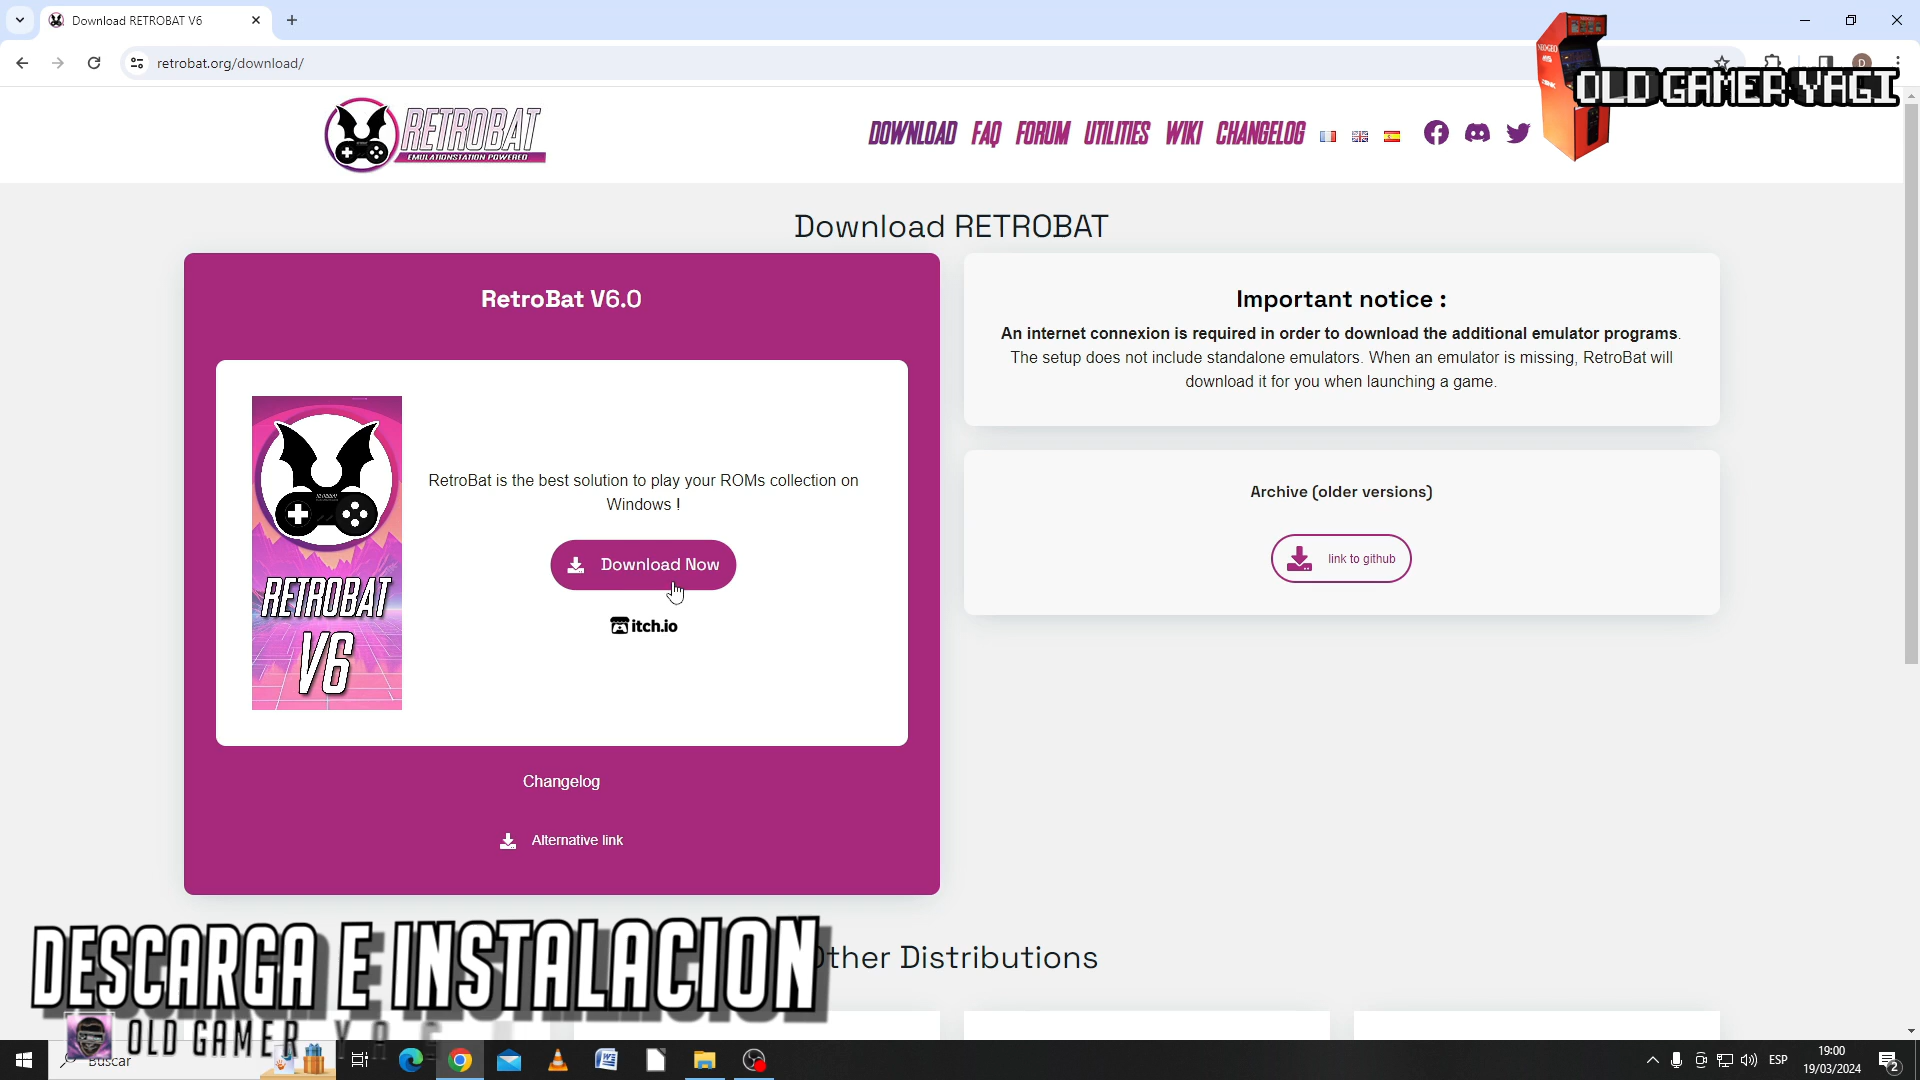 Download RETROBAT V6
retrobat.org/download/
OLD GAMER YAGI
RETROBAT
EMULATIONSTATION POWERED
DOWNLOAD FAQ FORUM UTILITIES WIKI CHANGELOG
Download RETROBAT
RetroBat V6.0
RetroBat is the best solution to play your ROMs collection on
Windows !
Download Now
itch.io
RETROBAT
V6
Changelog
Alternative link
Important notice :
An internet connexion is required in order to download the additional emulator programs.
The setup does not include standalone emulators. When an emulator is missing, RetroBat will
download it for you when launching a game.
Archive (older versions)
link to github
Other Distributions
DESCARGA E INSTALACION
OLD GAMER YAG
Buscar
ESP
19:00
19/03/2024
2